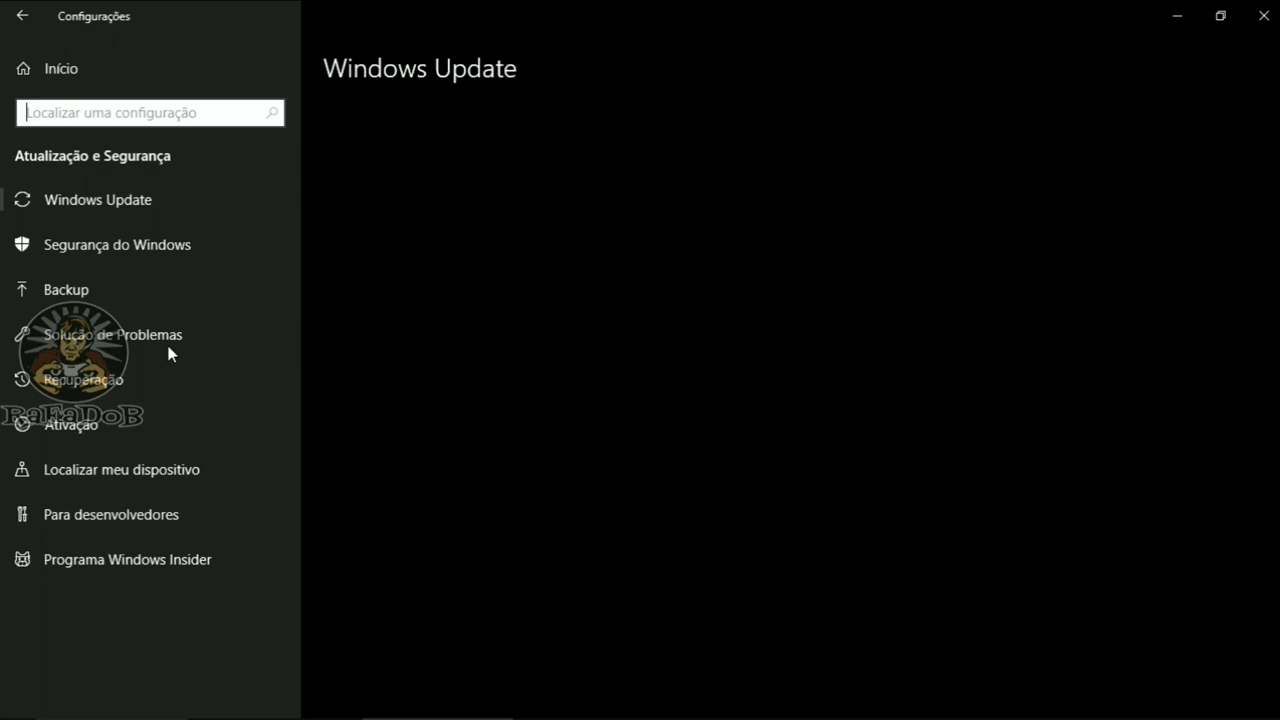 Configurações
Início
Localizar uma configuração
Atualização e Segurança
Windows Update
Segurança do Windows
Backup
Solução de Problemas
Recuperação
Ativação
RaFaDoB
Localizar meu dispositivo
Para desenvolvedores
Programa Windows Insider
Windows Update